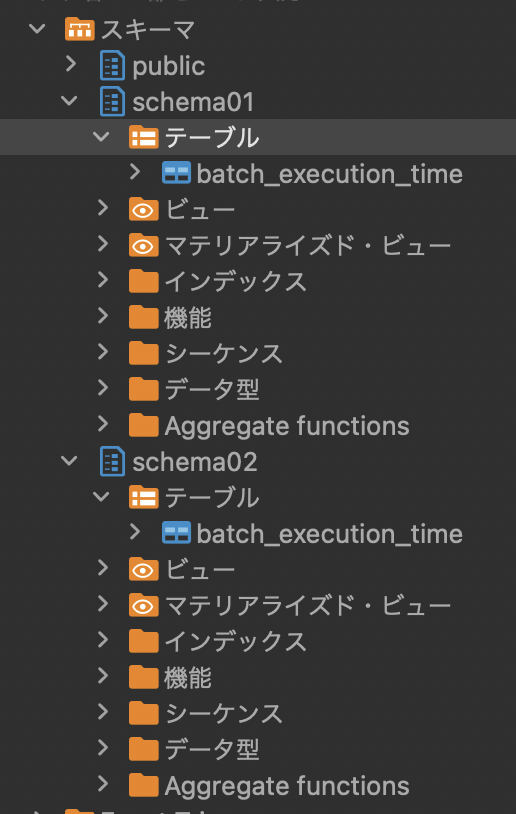 スキーマ
public
schema01
テーブル
batch_execution_time
ビュー
マテリアライズド・ビュー
インデックス
機能
シーケンス
データ型
Aggregate functions
schema02
テーブル
batch_execution_time
ビュー
マテリアライズド・ビュー
インデックス
機能
シーケンス
データ型
Aggregate functions